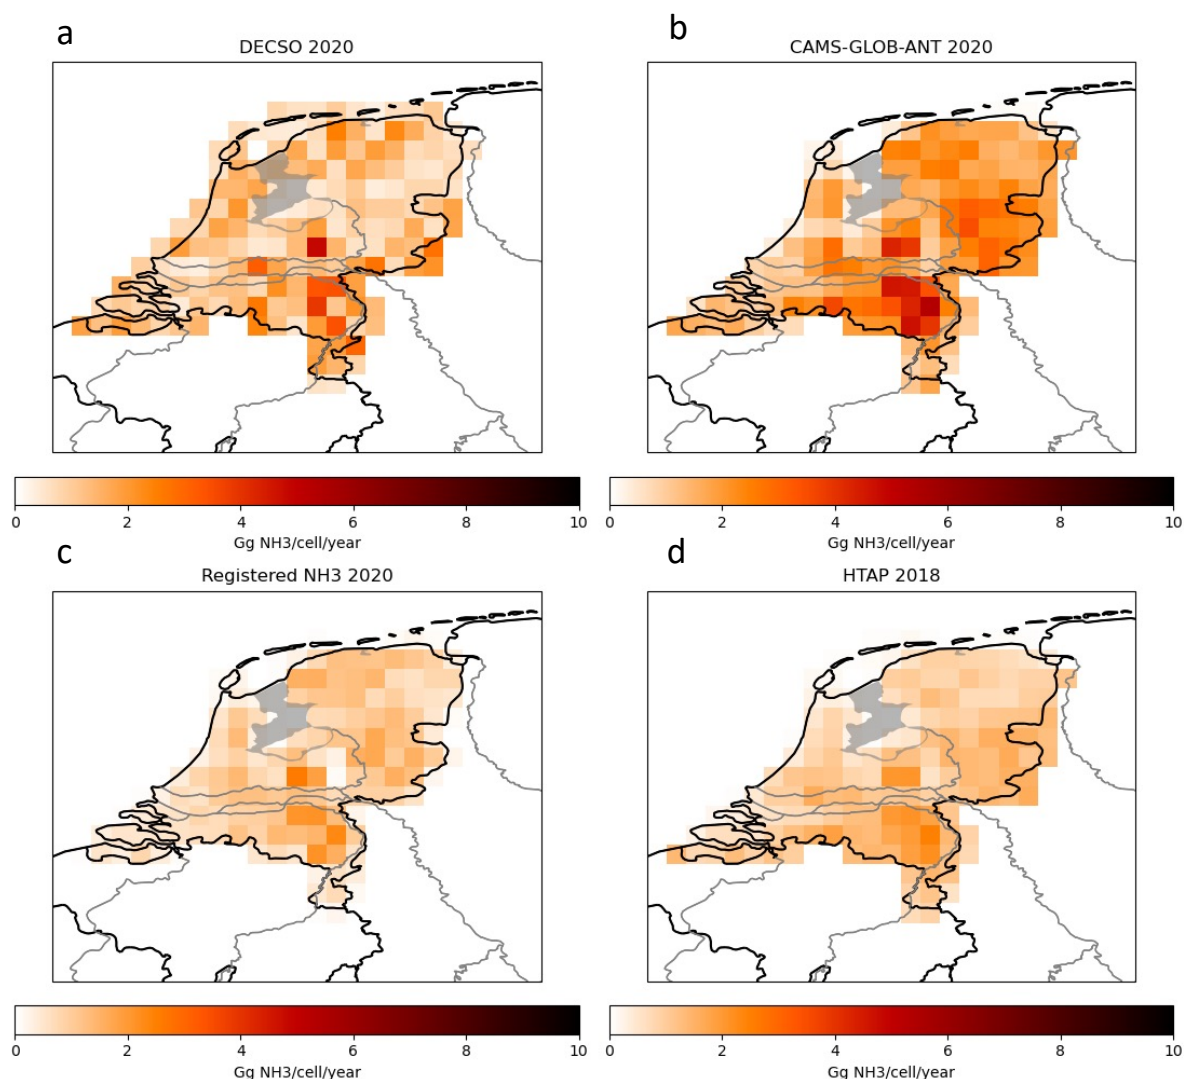 a
DECSO 2020
0 2 4 6 8 10
Gg NH3/cell/year
b
CAMS-GLOB-ANT 2020
0 2 4 6 8 10
Gg NH3/cell/year
c
Registered NH3 2020
0 2 4 6 8 10
Gg NH3/cell/year
d
HTAP 2018
0 2 4 6 8 10
Gg NH3/cell/year